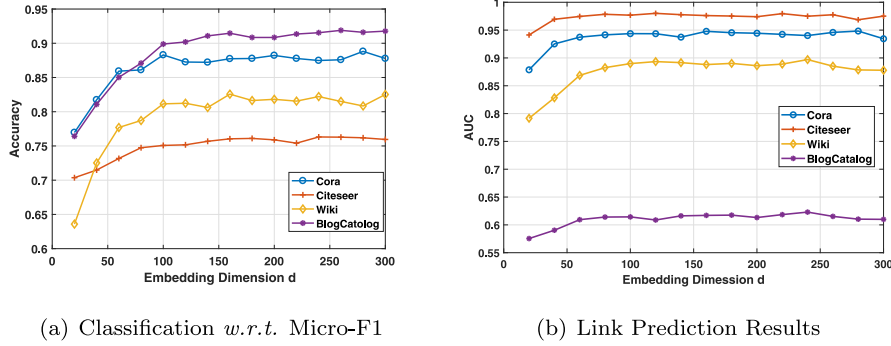 0.95
0.9
0.85
0.8
0.75
0.7
0.65
0.6
Accuracy
0 50 100 150 200 250 300
Embedding Dimension d
Cora
Citeseer
Wiki
BlogCatolog
(a) Classification w.r.t. Micro-F1
1
0.95
0.9
0.85
0.8
0.75
0.7
0.65
0.6
0.55
AUC
0 50 100 150 200 250 300
Embedding Dimession d
Cora
Citeseer
Wiki
BlogCatalog
(b) Link Prediction Results